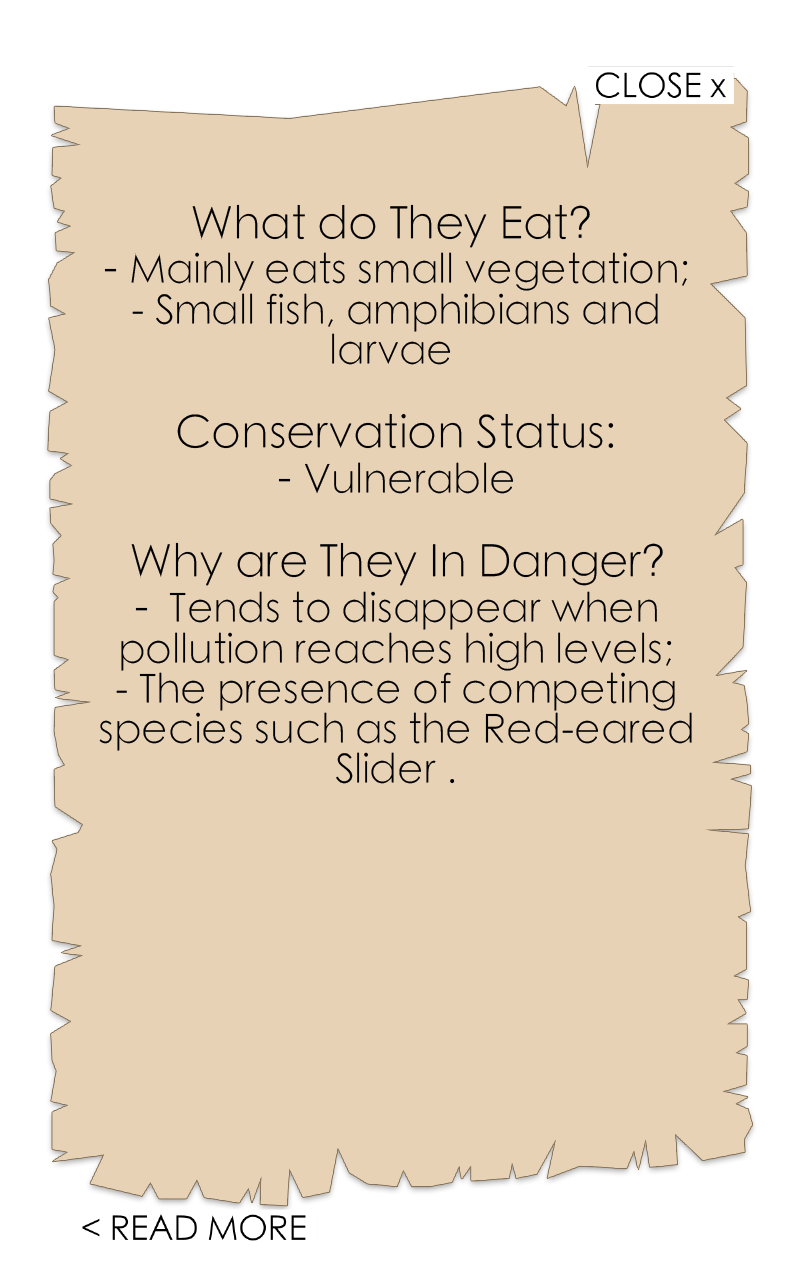 CLOSE x
What do They Eat?
- Mainly eats small vegetation;
- Small fish, amphibians and
larvae
Conservation Status:
- Vulnerable
Why are They In Danger?
- Tends to disappear when
pollution reaches high levels;
- The presence of competing
species such as the Red-eared
Slider .
< READ MORE